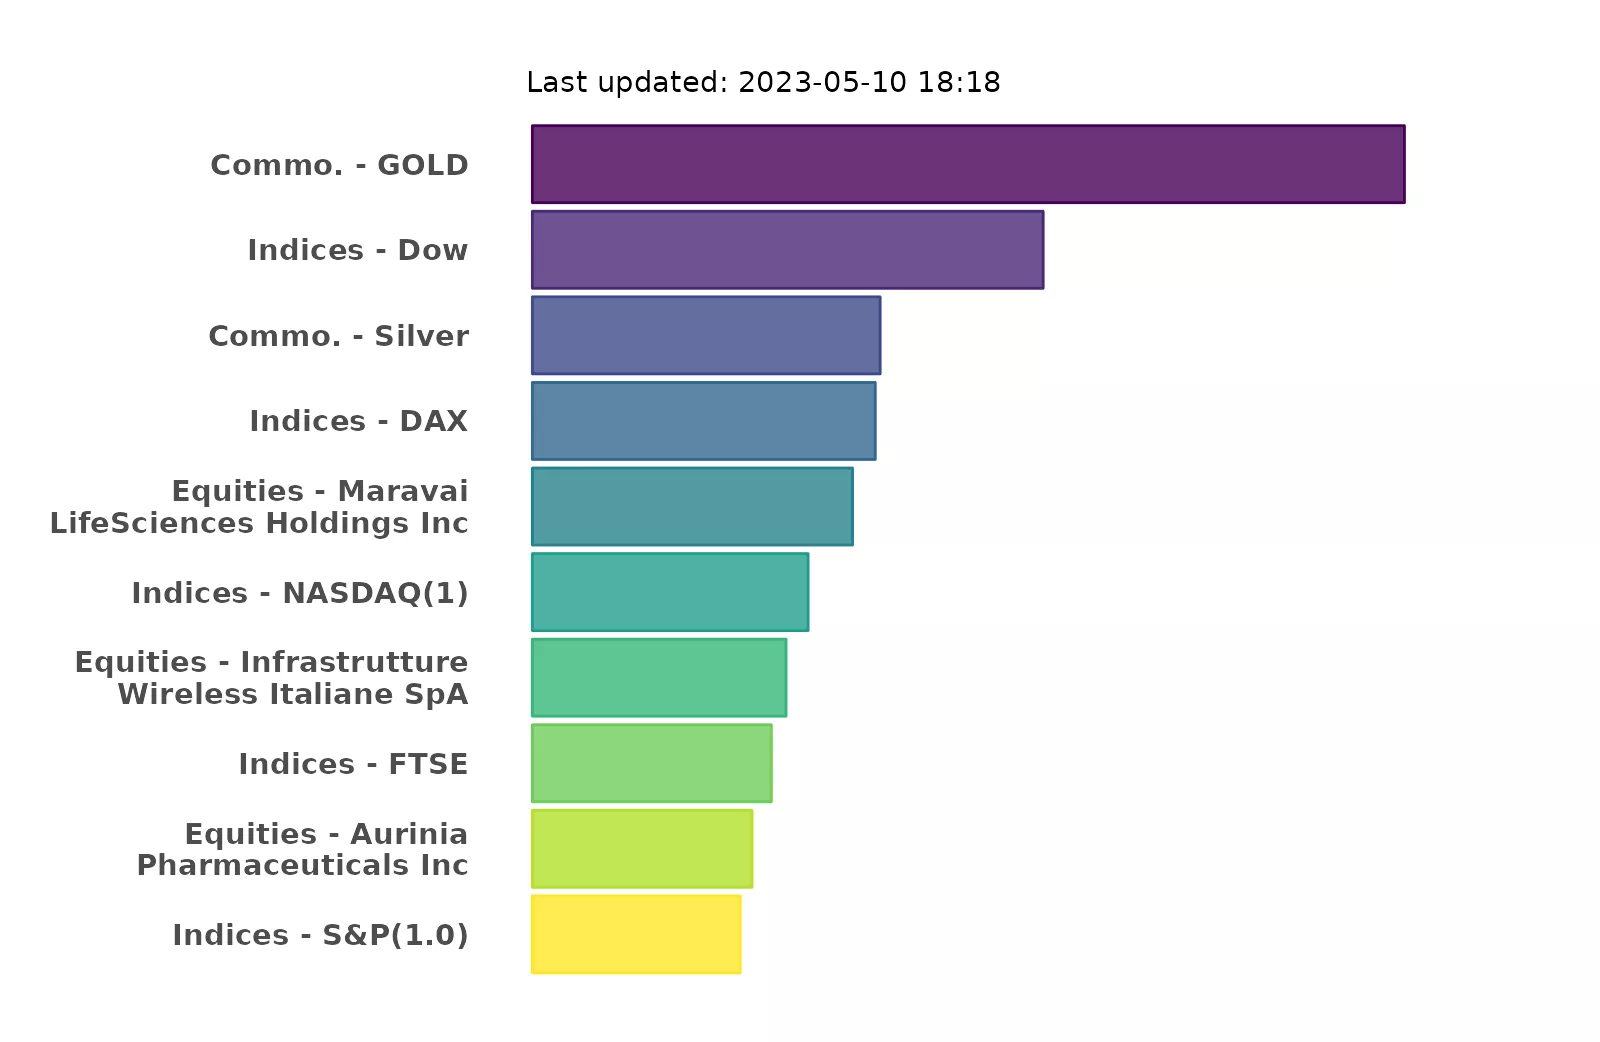 Last updated: 2023-05-10 18:18
Commo. - GOLD
Indices - Dow
Commo. - Silver
Indices - DAX
Equities - Maravai
LifeSciences Holdings Inc
Indices - NASDAQ(1)
Equities - Infrastrutture
Wireless Italiane SpA
Indices - FTSE
Equities - Aurinia
Pharmaceuticals Inc
Indices - S&P(1.0)